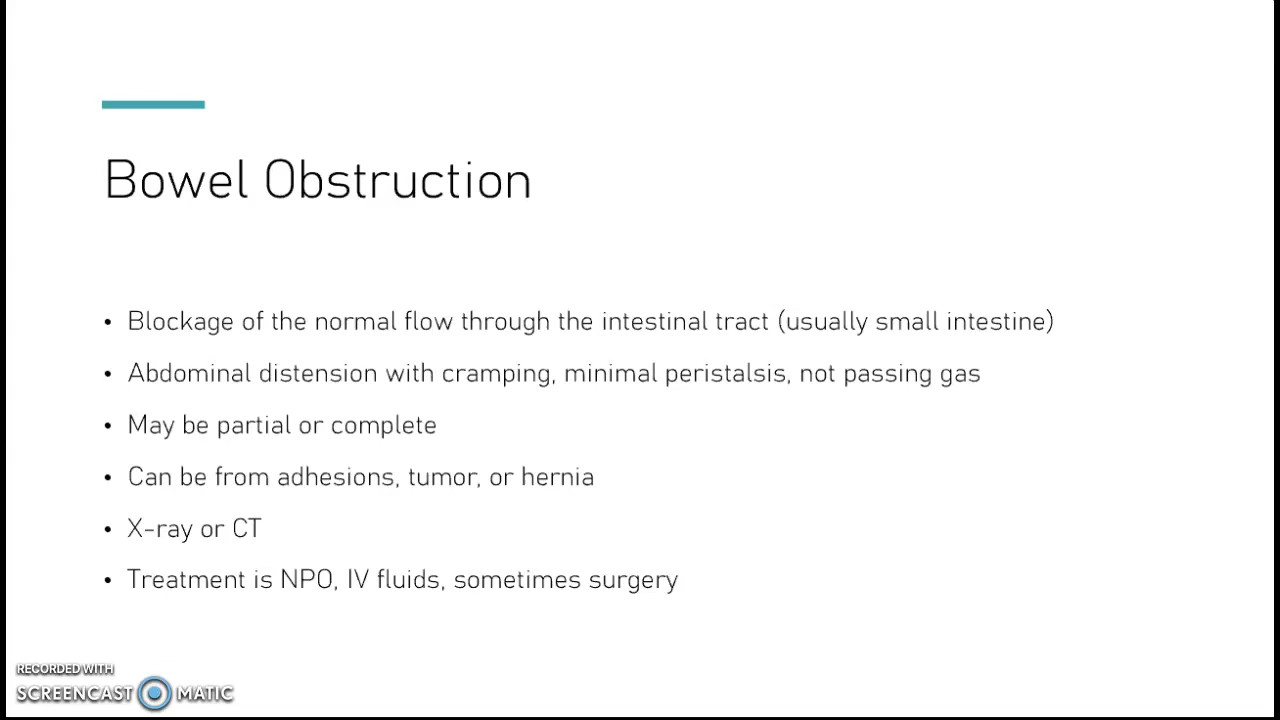 Bowel Obstruction
• Blockage of the normal flow through the intestinal tract (usually small intestine)
• Abdominal distension with cramping, minimal peristalsis, not passing gas
• May be partial or complete
• Can be from adhesions, tumor, or hernia
• X-ray or CT
• Treatment is NPO, IV fluids, sometimes surgery
RECORDED WITH
SCREENCAST MATIC